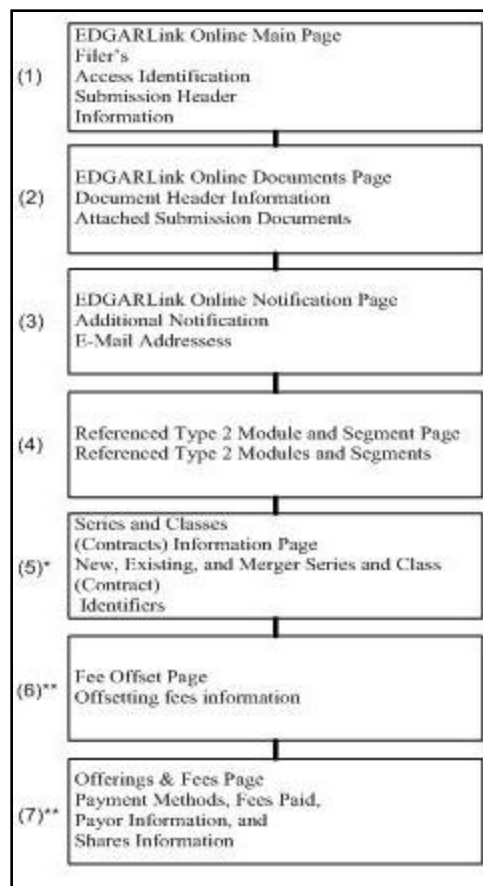 (1)
EDGARLink Online Main Page
Filer's
Access Identification
Submission Header
Information
(2)
EDGARLink Online Documents Page
Document Header Information
Attached Submission Documents
(3)
EDGARLink Online Notification Page
Additional Notification
E-Mail Addressess
(4)
Referenced Type 2 Module and Segment Page
Referenced Type 2 Modules and Segments
(5)*
Series and Classes
(Contracts) Information Page
New, Existing, and Merger Series and Class
(Contract)
Identifiers
(6)**
Fee Offset Page
Offsetting fees information
(7)**
Offerings & Fees Page
Payment Methods, Fees Paid,
Payor Information, and
Shares Information